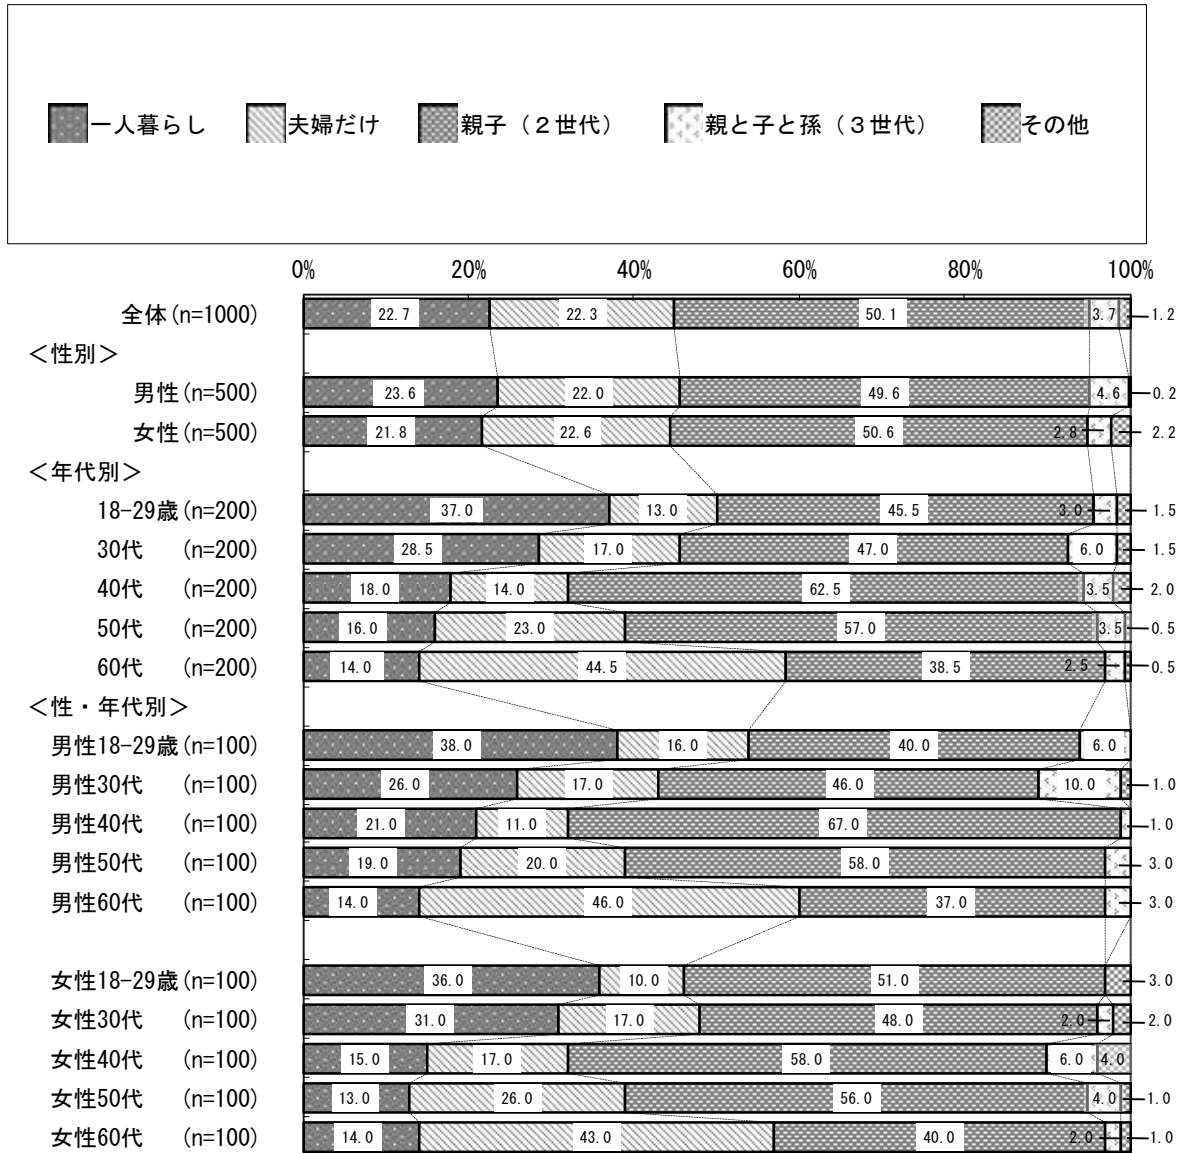 一人暮らし 夫婦だけ 親子（２世代） 親と子と孫（３世代） その他
0% 20% 40% 60% 80% 100%
全体(n=1000) 22.7 22.3 50.1 3.7 1.2
＜性別＞
男性(n=500) 23.6 22.0 49.6 4.6 0.2
女性(n=500) 21.8 22.6 50.6 2.8 2.2
＜年代別＞
18-29歳(n=200) 37.0 13.0 45.5 3.0 1.5
30代 (n=200) 28.5 17.0 47.0 6.0 1.5
40代 (n=200) 18.0 14.0 62.5 3.5 2.0
50代 (n=200) 16.0 23.0 57.0 3.5 0.5
60代 (n=200) 14.0 44.5 38.5 2.5 0.5
＜性・年代別＞
男性18-29歳(n=100) 38.0 16.0 40.0 6.0
男性30代 (n=100) 26.0 17.0 46.0 10.0 1.0
男性40代 (n=100) 21.0 11.0 67.0 1.0
男性50代 (n=100) 19.0 20.0 58.0 3.0
男性60代 (n=100) 14.0 46.0 37.0 3.0
女性18-29歳(n=100) 36.0 10.0 51.0 3.0
女性30代 (n=100) 31.0 17.0 48.0 2.0 2.0
女性40代 (n=100) 15.0 17.0 58.0 6.0 4.0
女性50代 (n=100) 13.0 26.0 56.0 4.0 1.0
女性60代 (n=100) 14.0 43.0 40.0 2.0 1.0